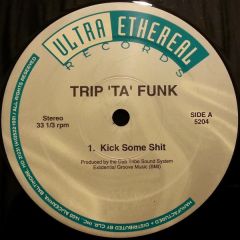 ULTRA ETHEREAL
RECORDS
TRIP 'TA' FUNK
Stereo
33 1/3 rpm
SIDE A
5204
1. Kick Some Shit
Produced by the Dub Tribe Sound System
Existential Groove Music (BMI)